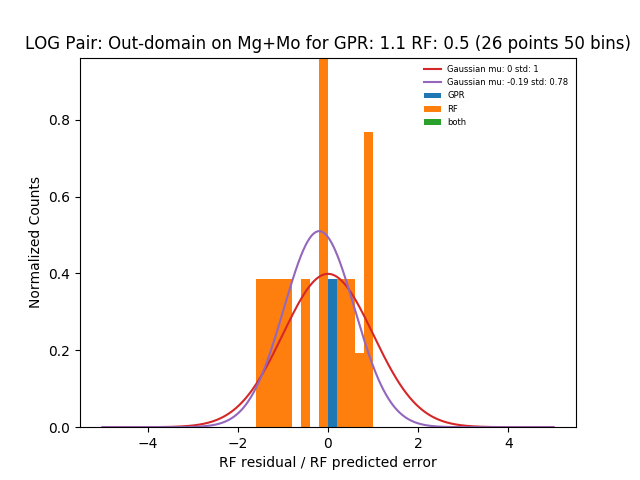 LOG Pair: Out-domain on Mg+Mo for GPR: 1.1 RF: 0.5 (26 points 50 bins)
Gaussian mu: 0 std: 1
Gaussian mu: -0.19 std: 0.78
GPR
RF
both
Normalized Counts
0.8
0.6
0.4
0.2
0.0
−4 −2 0 2 4
RF residual / RF predicted error